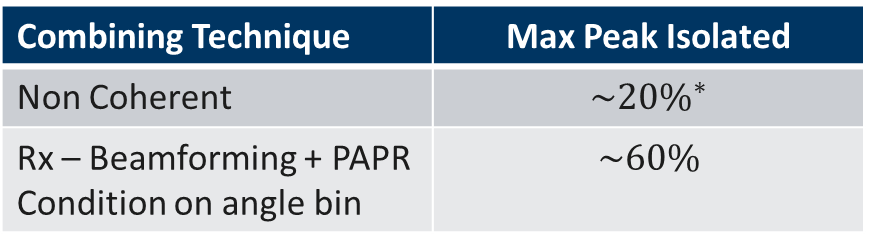 Combining Technique Max Peak Isolated
Non Coherent ~20%*
Rx – Beamforming + PAPR ~60%
Condition on angle bin